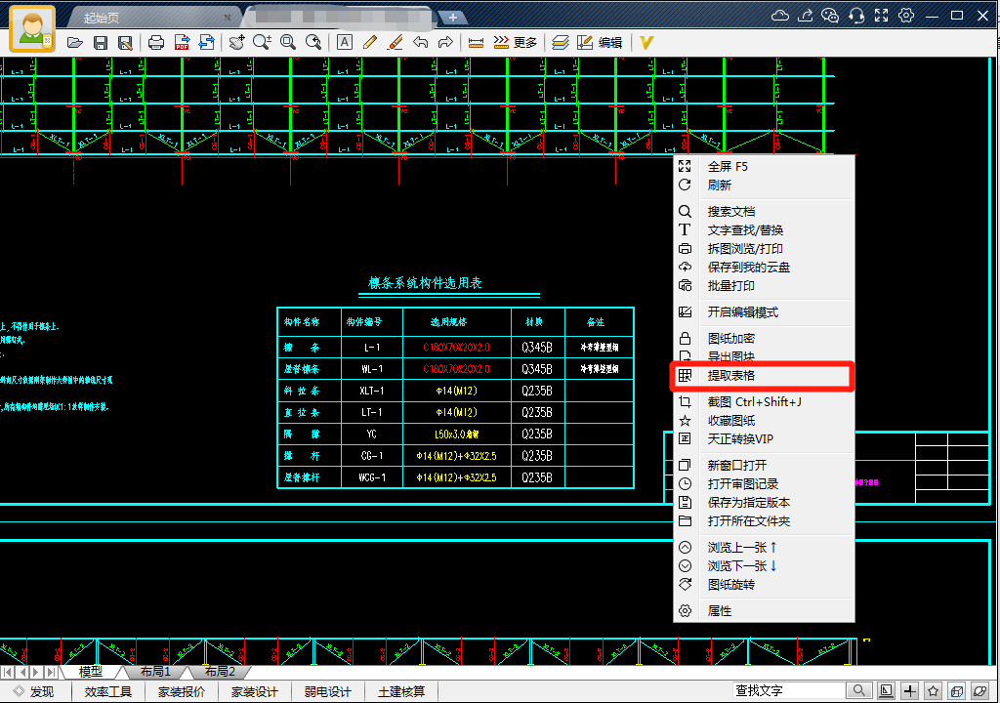 起始页
更多
编辑
檩条系统构件选用表
构件名称 构件编号 选用规格 材质 备注
檩 条 L-1 C180X70X20X2.0 Q345B 冷弯薄壁型钢
屋脊檩条 WL-1 C180X70X20X2.0 Q345B 冷弯薄壁型钢
斜拉条 XLT-1 Φ14(M12) Q235B
直拉条 LT-1 Φ14(M12) Q235B
隅 撑 YC L50x3.0角钢 Q235B
撑 杆 CG-1 Φ14(M12)+Φ32X2.5 Q235B
屋脊撑杆 WCG-1 Φ14(M12)+Φ32X2.5 Q235B
全屏 F5
刷新
搜索文档
文字查找/替换
拆图浏览/打印
保存到我的云盘
批量打印
开启编辑模式
图纸加密
导出图块
提取表格
截图 Ctrl+Shift+J
收藏图纸
天正转换VIP
新窗口打开
打开审图记录
保存为指定版本
打开所在文件夹
浏览上一张↑
浏览下一张↓
图纸旋转
属性
模型 布局1 布局2
发现 效率工具 家装报价 家装设计 弱电设计 土建核算 查找文字